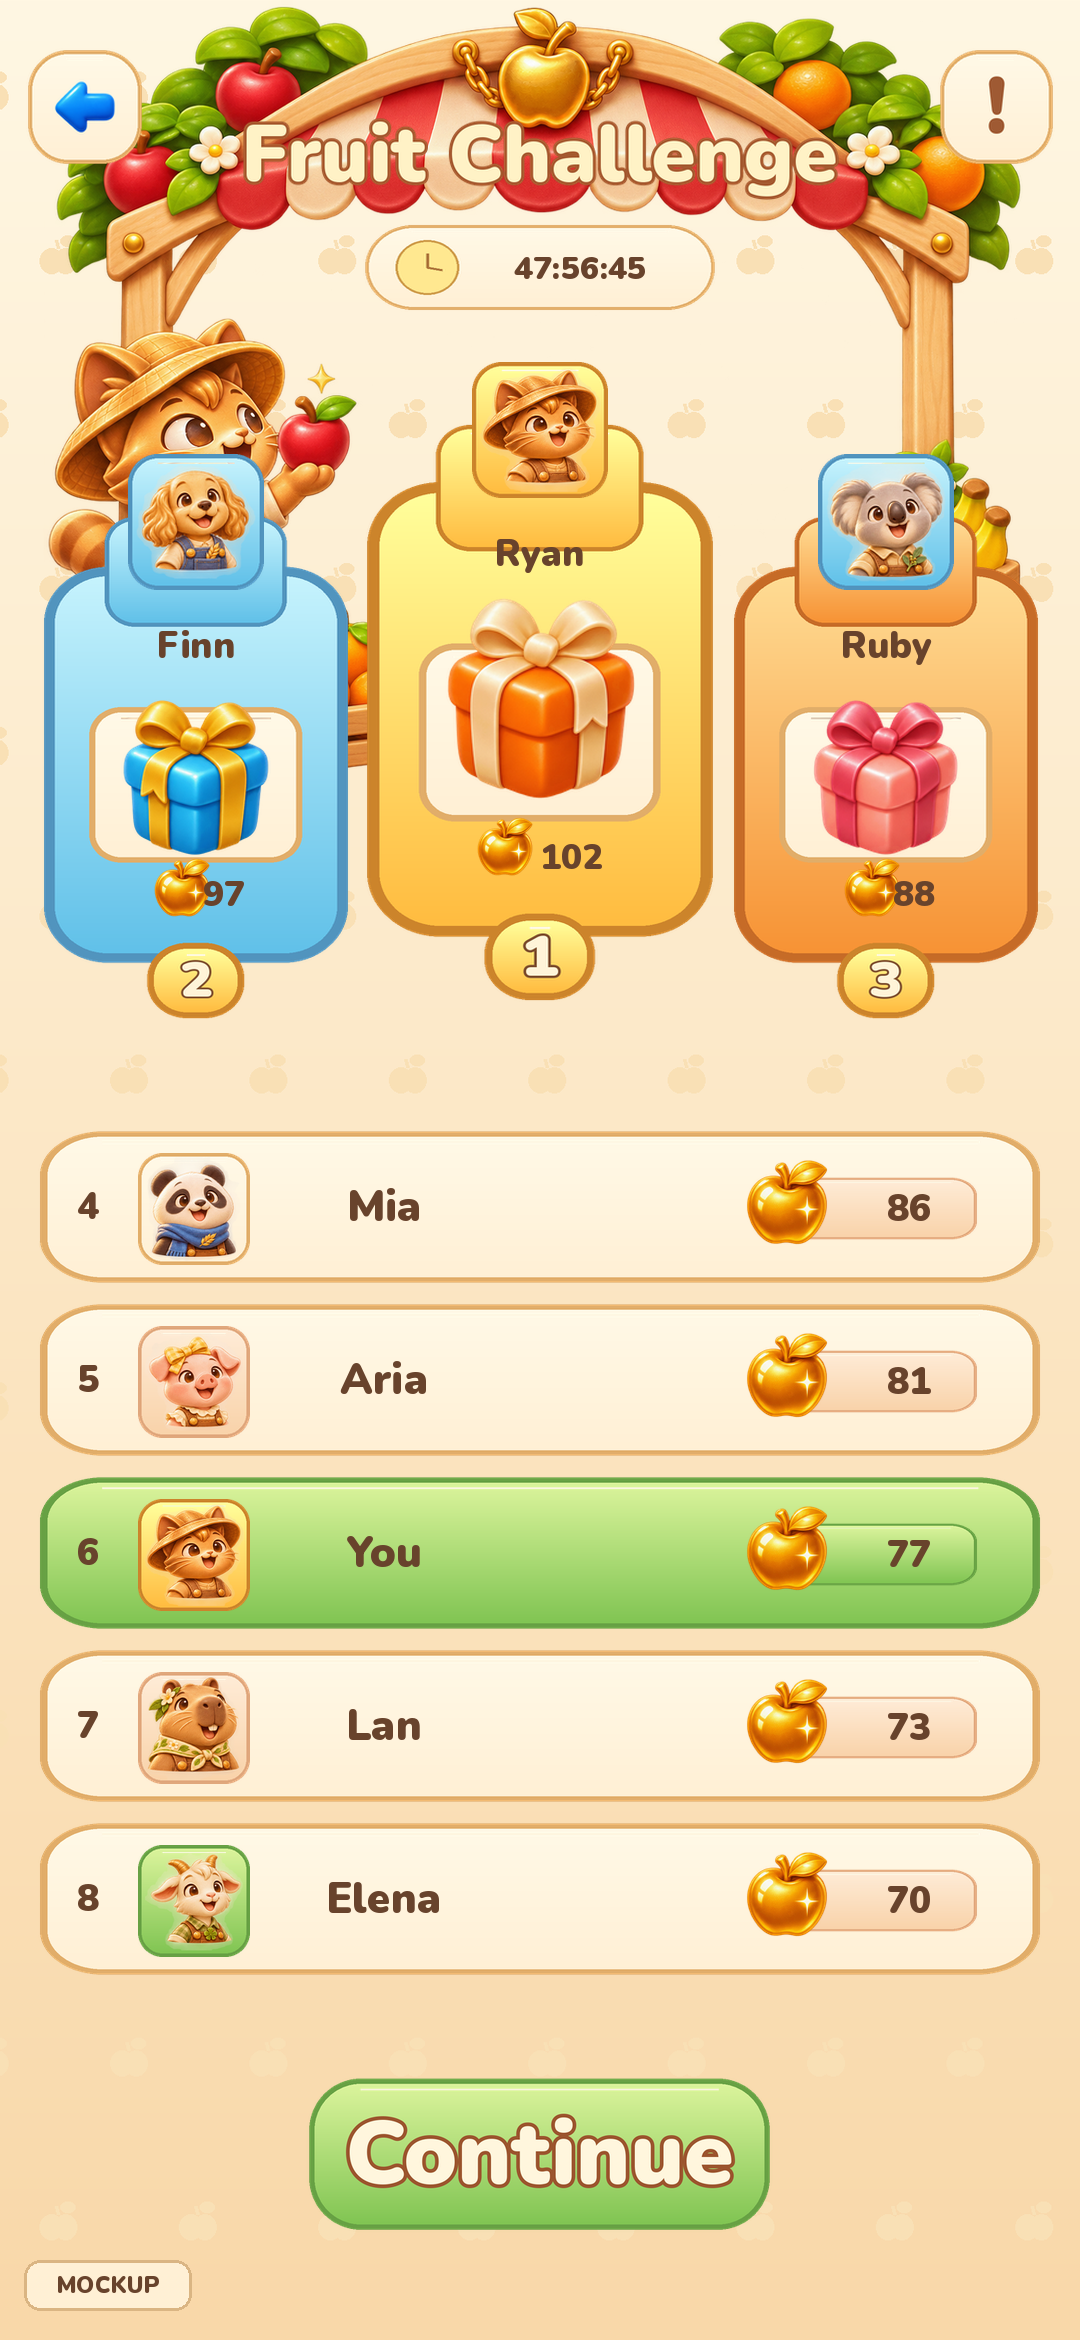 Fruit Challenge
47:56:45
Ryan
Finn
Ruby
102
97
88
1
2
3
4 Mia 86
5 Aria 81
6 You 77
7 Lan 73
8 Elena 70
Continue
MOCKUP